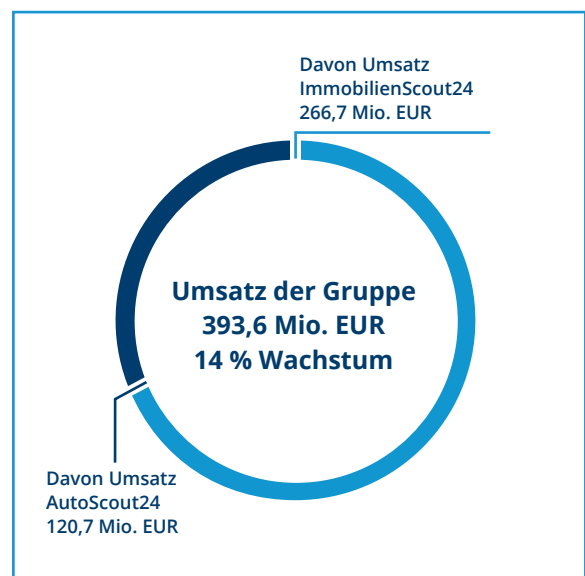 Davon Umsatz
ImmobilienScout24
266,7 Mio. EUR
Umsatz der Gruppe
393,6 Mio. EUR
14 % Wachstum
Davon Umsatz
AutoScout24
120,7 Mio. EUR